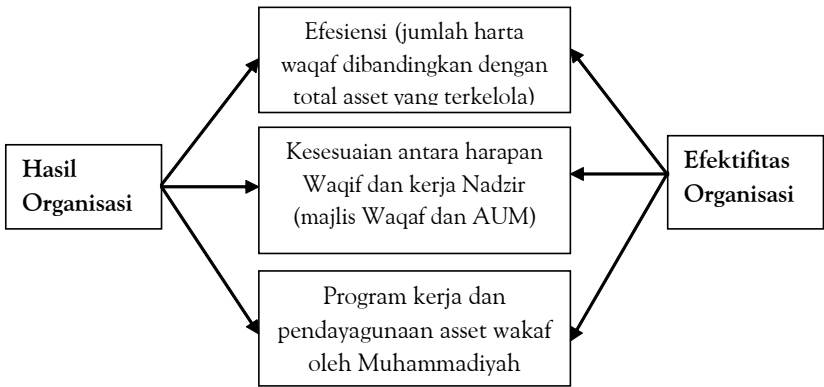 Efesiensi (jumlah harta
waqaf dibandingkan dengan
total asset yang terkelola)
Hasil
Organisasi
Kesesuaian antara harapan
Waqif dan kerja Nadzir
(majlis Waqaf dan AUM)
Efektifitas
Organisasi
Program kerja dan
pendayagunaan asset wakaf
oleh Muhammadiyah